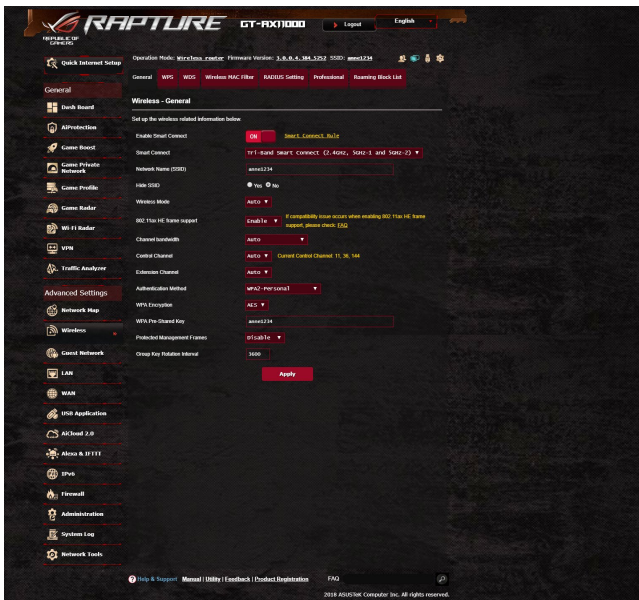 REPUBLIC OF
GAMERS
RAPTURE GT-AX11000 Logout English
Quick Internet Setup
General
Dash Board
AiProtection
Game Boost
Game Private
Network
Game Profile
Game Radar
Wi-Fi Radar
VPN
Traffic Analyzer
Advanced Settings
Network Map
Wireless
Guest Network
LAN
WAN
USB Application
AiCloud 2.0
Alexa & IFTTT
IPv6
Firewall
Administration
System Log
Network Tools
Operation Mode: Wireless router Firmware Version: 3.0.0.4.384_5252 SSID: anne1234
General WPS WDS Wireless MAC Filter RADIUS Setting Professional Roaming Block List
Wireless - General
Set up the wireless related information below.
Enable Smart Connect ON Smart Connect Rule
Smart Connect Tri-Band Smart Connect (2.4GHz, 5GHz-1 and 5GHz-2)
Network Name (SSID) anne1234
Hide SSID Yes No
Wireless Mode Auto
802.11ax HE frame support Enable If compatibility issue occurs when enabling 802.11ax HE frame
support, please check: FAQ
Channel bandwidth Auto
Control Channel Auto Current Control Channel: 11, 36, 144
Extension Channel Auto
Authentication Method WPA2-Personal
WPA Encryption AES
WPA Pre-Shared Key anne1234
Protected Management Frames Disable
Group Key Rotation Interval 3600
Apply
Help & Support Manual | Utility | Feedback | Product Registration FAQ
2018 ASUSTeK Computer Inc. All rights reserved.